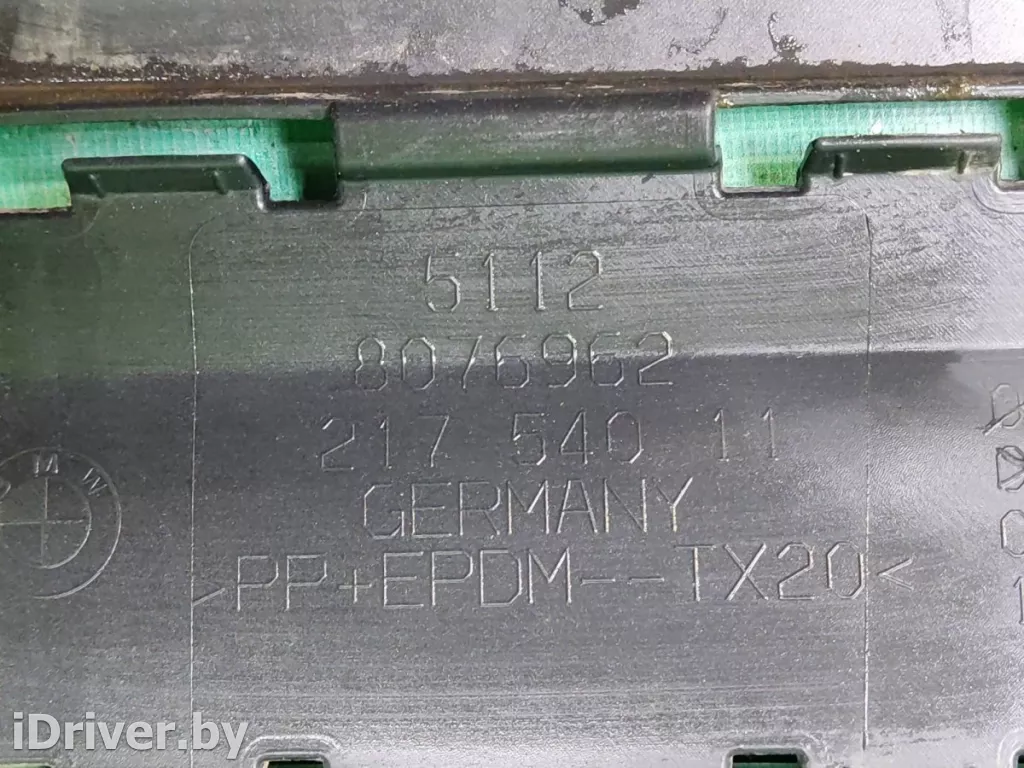 5112
8076962
217 540 11
GERMANY
>PP+EPDM--TX20<
BMW
iDriver.by